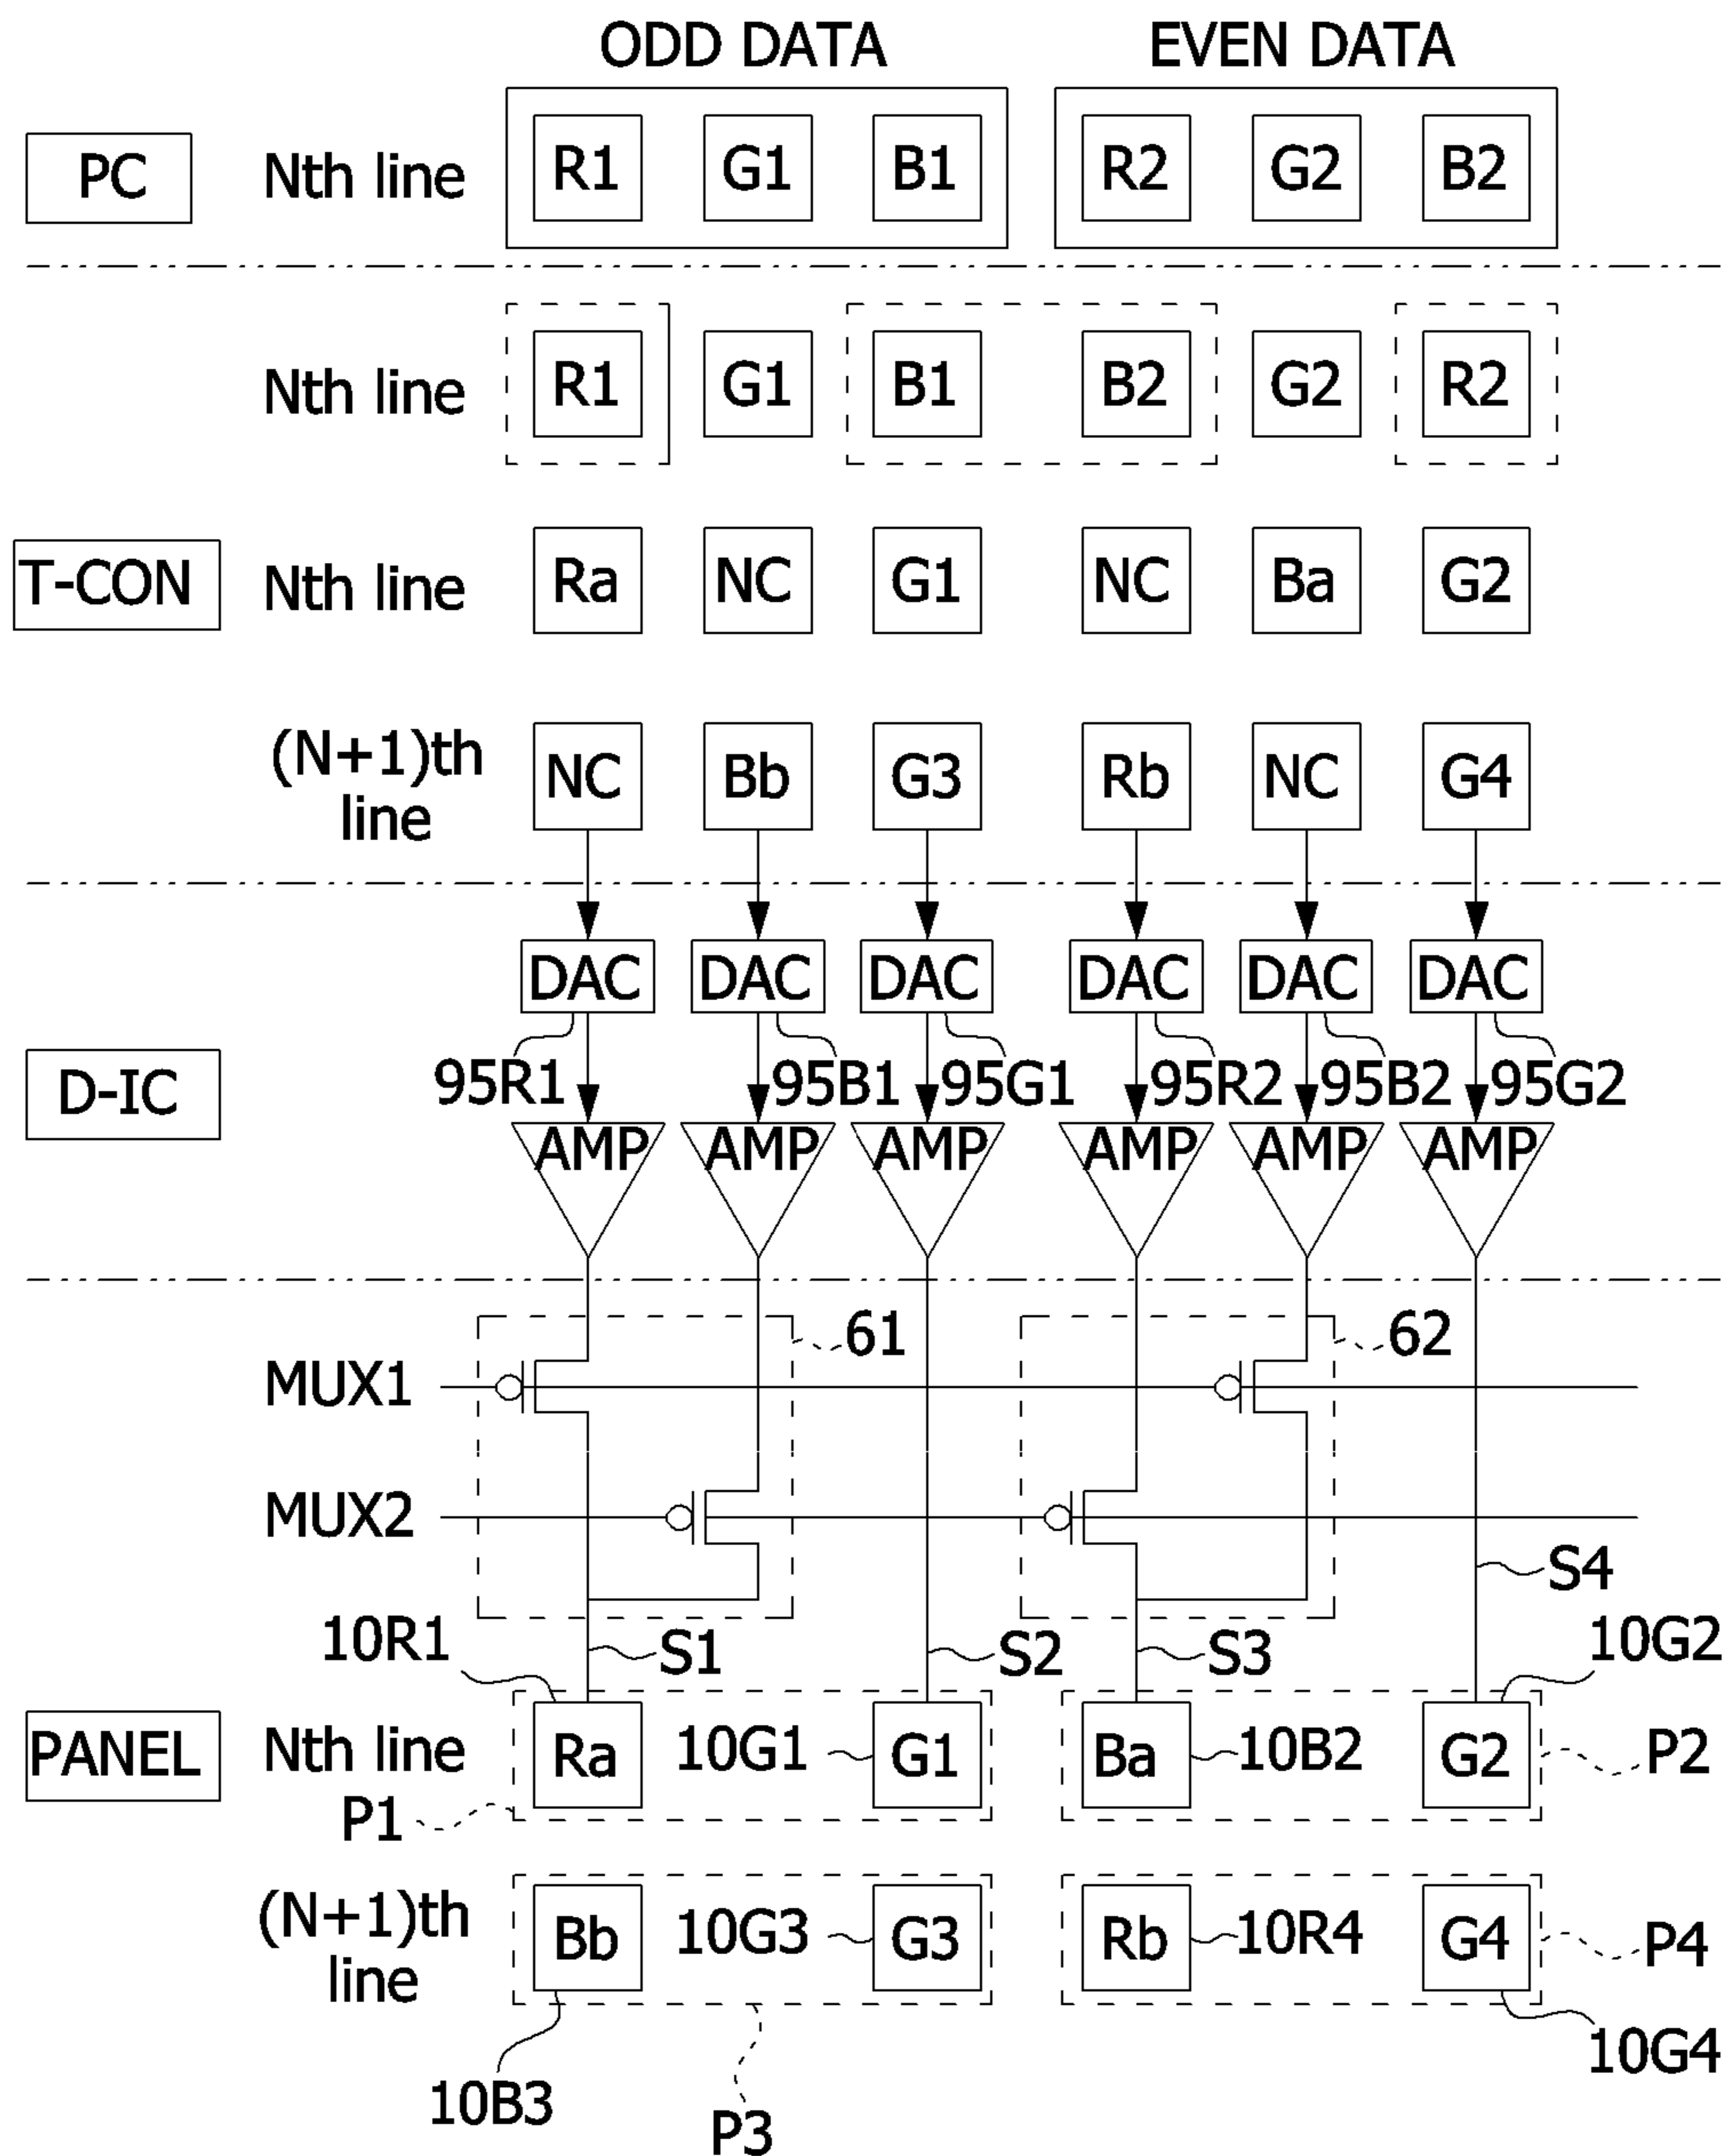 ODD DATA EVEN DATA
PC Nth line R1 G1 B1 R2 G2 B2
Nth line R1 G1 B1 B2 G2 R2
T-CON Nth line Ra NC G1 NC Ba G2
(N+1)th line NC Bb G3 Rb NC G4
DAC DAC DAC DAC DAC DAC
D-IC 95R1 95B1 95G1 95R2 95B2 95G2
AMP AMP AMP AMP AMP AMP
61 62
MUX1
MUX2
S4
10R1 S1 S2 S3 10G2
PANEL Nth line Ra 10G1 G1 Ba 10B2 G2 P2
P1
(N+1)th line Bb 10G3 G3 Rb 10R4 G4 P4
10G4
10B3
P3